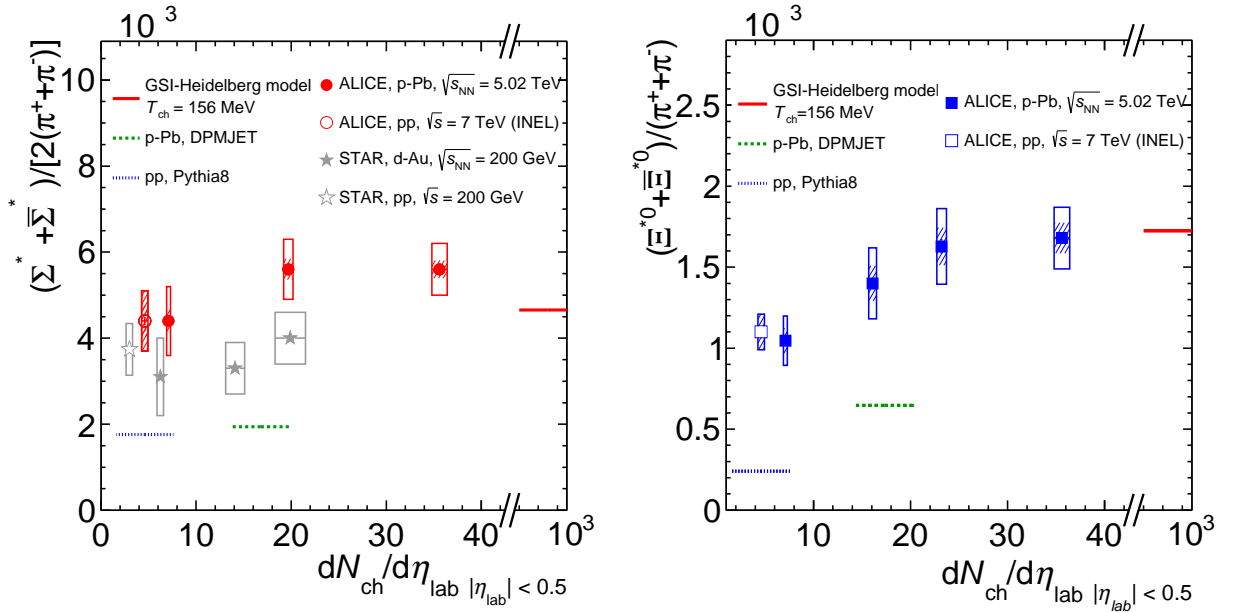 10³
(Σ* + Σ̅*)/[2(π⁺+π⁻)]
10
8
6
4
2
0
GSI-Heidelberg model
T_ch = 156 MeV
p-Pb, DPMJET
pp, Pythia8
ALICE, p-Pb, √s_NN = 5.02 TeV
ALICE, pp, √s = 7 TeV (INEL)
STAR, d-Au, √s_NN = 200 GeV
STAR, pp, √s = 200 GeV
0 10 20 30 40 10³
dN_ch/dη_lab |η_lab| < 0.5
10³
(Ξ*⁰ + Ξ̅*⁰)/(π⁺+π⁻)
2.5
2
1.5
1
0.5
0
GSI-Heidelberg model
T_ch=156 MeV
p-Pb, DPMJET
pp, Pythia8
ALICE, p-Pb, √s_NN = 5.02 TeV
ALICE, pp, √s = 7 TeV (INEL)
10 20 30 40 10³
dN_ch/dη_lab |η_lab| < 0.5